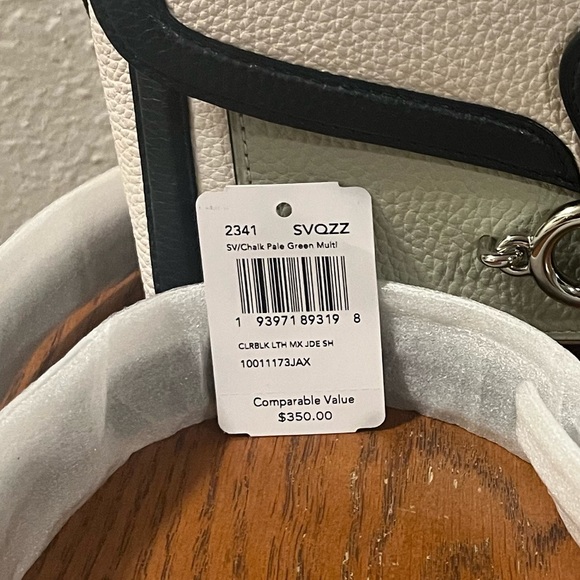 2341 SVQZZ
SV/Chalk Pale Green Multi
1 93971 89319 8
CLRBLK LTH MX JDE SH
10011173JAX
Comparable Value
$350.00